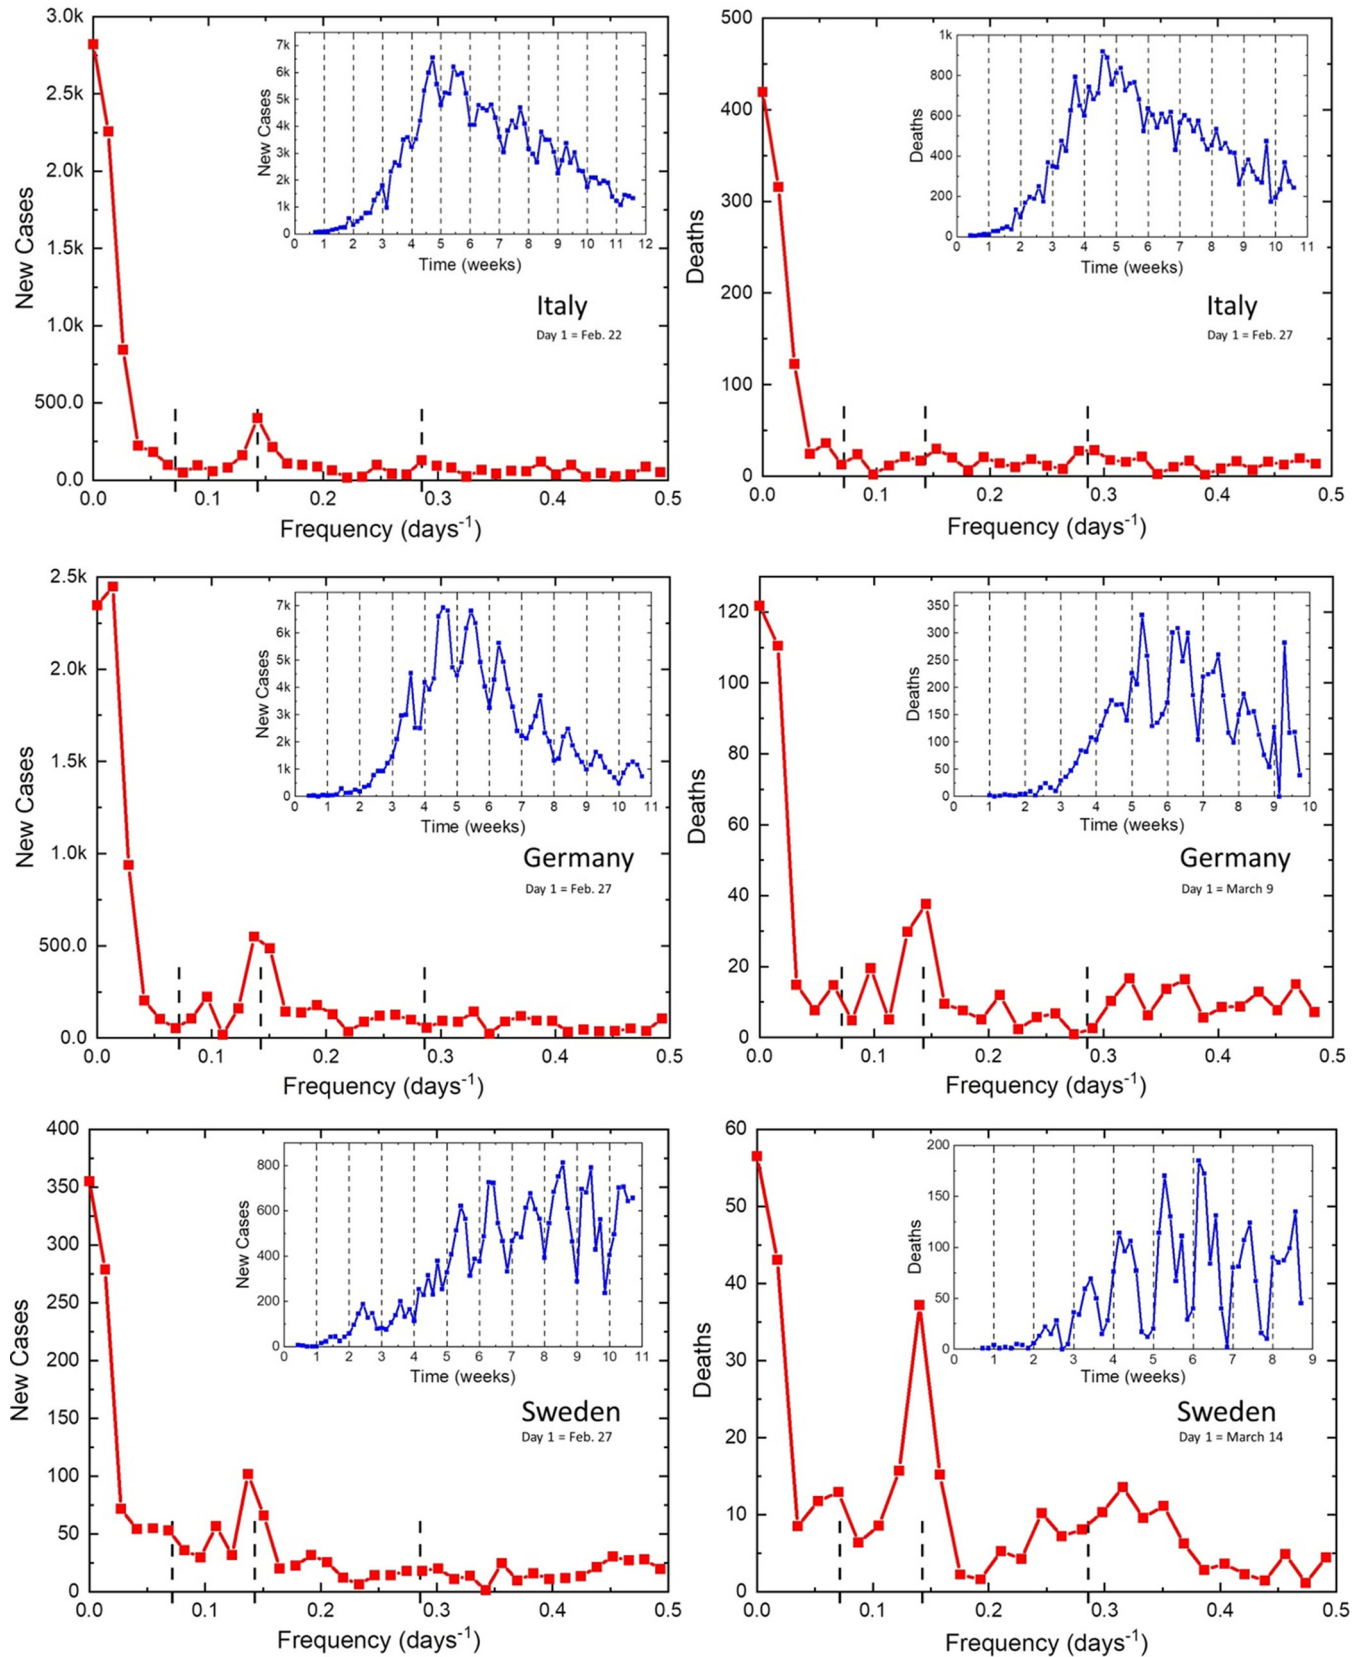 3.0k
2.5k
2.0k
1.5k
1.0k
500.0
0.0
New Cases
0.0 0.1 0.2 0.3 0.4 0.5
Frequency (days-1)
7k
6k
5k
4k
3k
2k
1k
0
New Cases
0 1 2 3 4 5 6 7 8 9 10 11 12
Time (weeks)
Italy
Day 1 = Feb. 22
500
400
300
200
100
0
Deaths
0.0 0.1 0.2 0.3 0.4 0.5
Frequency (days-1)
1k
800
600
400
200
0
Deaths
0 1 2 3 4 5 6 7 8 9 10 11
Time (weeks)
Italy
Day 1 = Feb. 27
2.5k
2.0k
1.5k
1.0k
500.0
0.0
New Cases
0.0 0.1 0.2 0.3 0.4 0.5
Frequency (days-1)
7k
6k
5k
4k
3k
2k
1k
0
New Cases
0 1 2 3 4 5 6 7 8 9 10 11
Time (weeks)
Germany
Day 1 = Feb. 27
120
100
80
60
40
20
0
Deaths
0.0 0.1 0.2 0.3 0.4 0.5
Frequency (days-1)
350
300
250
200
150
100
50
0
Deaths
0 1 2 3 4 5 6 7 8 9 10
Time (weeks)
Germany
Day 1 = March 9
400
350
300
250
200
150
100
50
0
New Cases
0.0 0.1 0.2 0.3 0.4 0.5
Frequency (days-1)
800
600
400
200
0
New Cases
0 1 2 3 4 5 6 7 8 9 10 11
Time (weeks)
Sweden
Day 1 = Feb. 27
60
50
40
30
20
10
0
Deaths
0.0 0.1 0.2 0.3 0.4 0.5
Frequency (days-1)
200
150
100
50
0
Deaths
0 1 2 3 4 5 6 7 8 9
Time (weeks)
Sweden
Day 1 = March 14